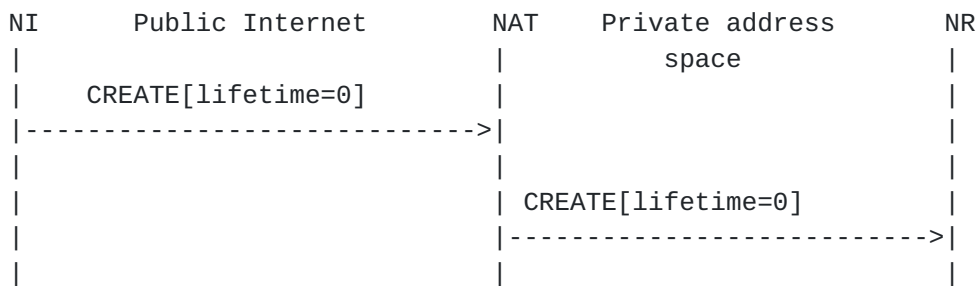 NI      Public Internet        NAT    Private address       NR
|                              |          space             |
|    CREATE[lifetime=0]        |                            |
|----------------------------->|                            |
|                              |                            |
|                              | CREATE[lifetime=0]         |
|                              |--------------------------->|
|                              |                            |